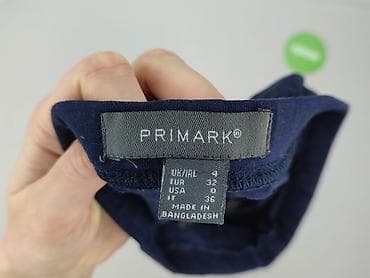 PRIMARK®
UK/IRL 4
EUR 32
USA 0
IT 36
MADE IN
BANGLADESH